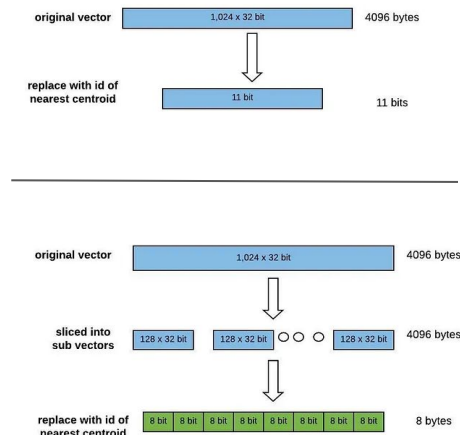 original vector
1,024 x 32 bit
4096 bytes
replace with id of
nearest centroid
11 bit
11 bits
original vector
1,024 x 32 bit
4096 bytes
sliced into
sub vectors
128 x 32 bit
128 x 32 bit
128 x 32 bit
4096 bytes
replace with id of
nearest centroid
8 bit 8 bit 8 bit 8 bit 8 bit 8 bit 8 bit 8 bit
8 bytes